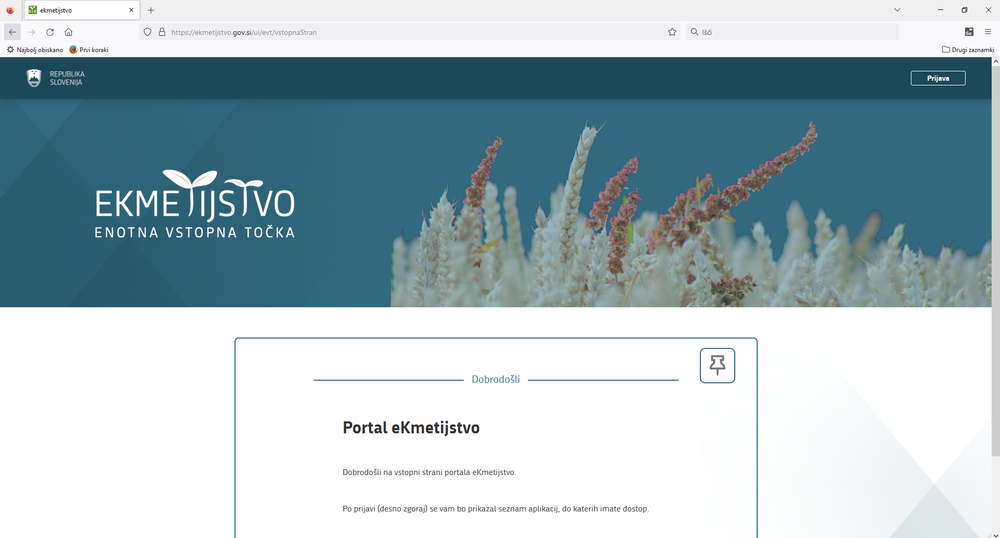 ekmetijstvo
https://ekmetijstvo.gov.si/ui/evt/vstopnaStran
Išči
Se
Najbolj obiskano
Prvi koraki
Drugi zaznamki
REPUBLIKA
SLOVENIJA
Prijava
EKMETIJSTVO
ENOTNA VSTOPNA TOČKA
Dobrodošli
Portal eKmetijstvo
Dobrodošli na vstopni strani portala eKmetijstvo.
Po prijavi (desno zgoraj) se vam bo prikazal seznam aplikacij, do katerih imate dostop.